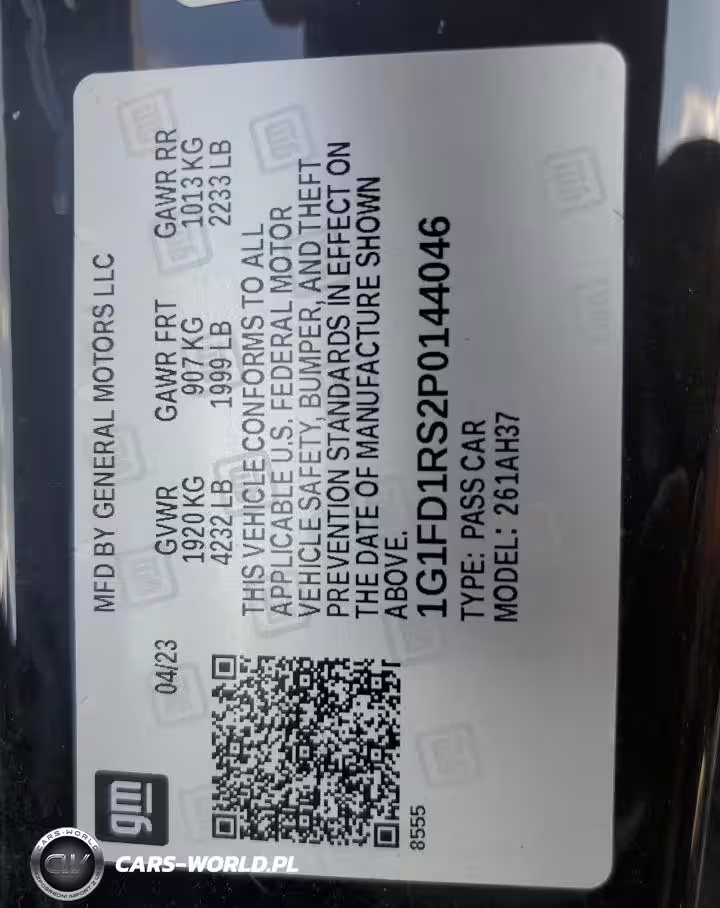 gm
MFD BY GENERAL MOTORS LLC
04/23
GVWR GAWR FRT GAWR RR
1920 KG 907 KG 1013 KG
4232 LB 1999 LB 2233 LB
THIS VEHICLE CONFORMS TO ALL
APPLICABLE U.S. FEDERAL MOTOR
VEHICLE SAFETY, BUMPER, AND THEFT
PREVENTION STANDARDS IN EFFECT ON
THE DATE OF MANUFACTURE SHOWN
ABOVE.
1G1FD1RS2P0144046
TYPE: PASS CAR
MODEL: 261AH37
8555
CARS-WORLD
CW
CARS-WORLD.PL